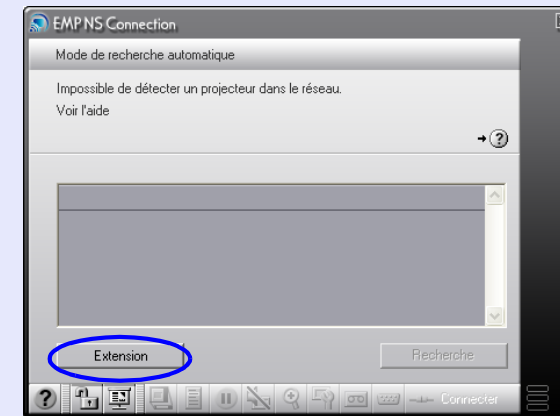 EMP NS Connection
Mode de recherche automatique
Impossible de détecter un projecteur dans le réseau.
Voir l'aide
Extension
Recherche
Connecter